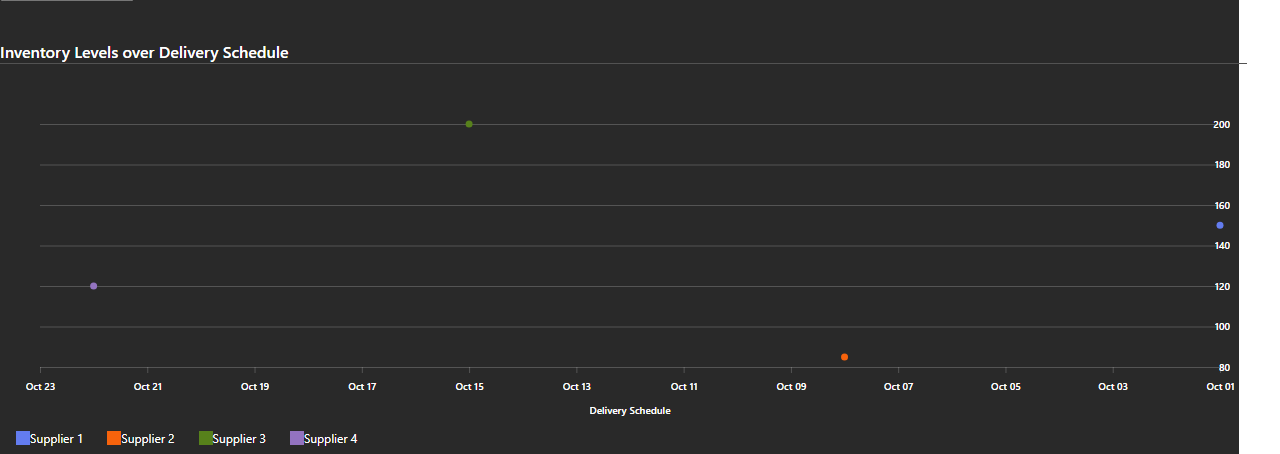 Inventory Levels over Delivery Schedule
200
180
160
140
120
100
80
Oct 23 Oct 21 Oct 19 Oct 17 Oct 15 Oct 13 Oct 11 Oct 09 Oct 07 Oct 05 Oct 03 Oct 01
Delivery Schedule
Supplier 1 Supplier 2 Supplier 3 Supplier 4